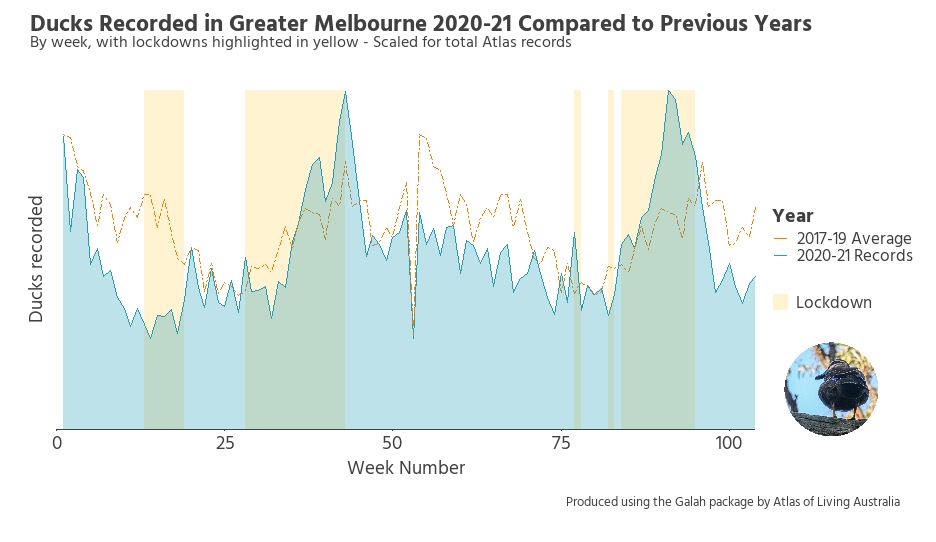 Ducks Recorded in Greater Melbourne 2020-21 Compared to Previous Years
By week, with lockdowns highlighted in yellow - Scaled for total Atlas records
Ducks recorded
Year
2017-19 Average
2020-21 Records
Lockdown
0 25 50 75 100
Week Number
Produced using the Galah package by Atlas of Living Australia